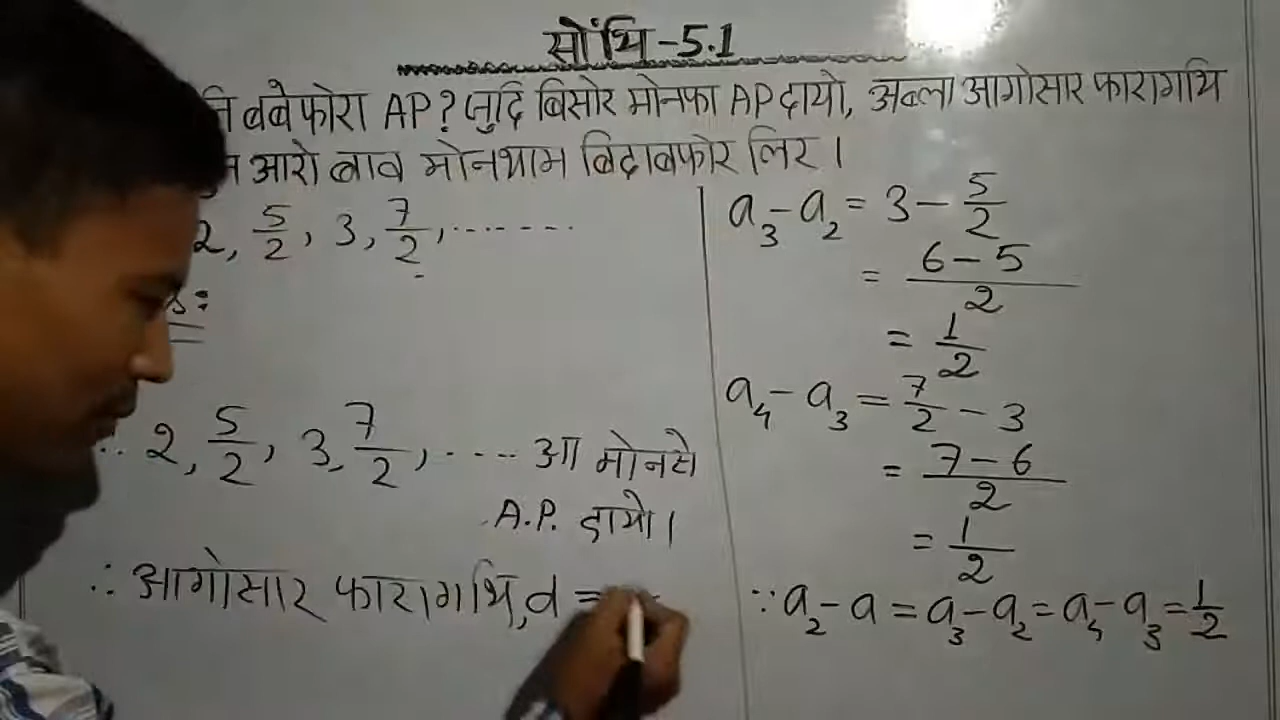 सोंथि -5.1
नि बबेफोरा AP? जुदि बिसोर मोनफा AP दायो, अब्ला आगोसार फारागथि
आरो बाव मोनथाम बिदाबफोर लिर ।
2, 5/2, 3, 7/2, .......
s:
∵ 2, 5/2, 3, 7/2, .... आ मोनसे
A.P. दायो।
∴ आगोसार फारागथि, d =
a₃ - a₂ = 3 - 5/2
= (6-5)/2
= 1/2
a₄ - a₃ = 7/2 - 3
= (7-6)/2
= 1/2
∵ a₂ - a = a₃ - a₂ = a₄ - a₃ = 1/2